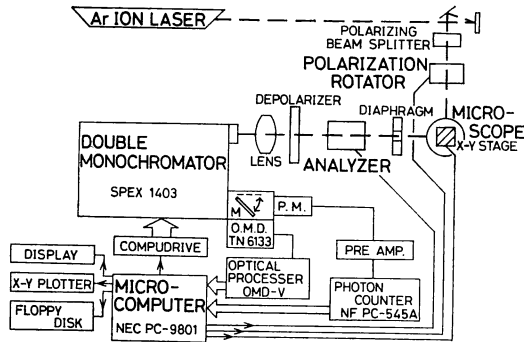 Ar ION LASER
POLARIZING
BEAM SPLITTER
POLARIZATION
ROTATOR
DEPOLARIZER
DIAPHRAGM
MICRO-
SCOPE
X-Y STAGE
LENS
ANALYZER
DOUBLE
MONOCHROMATOR
SPEX 1403
M
P.M.
O.M.D.
TN 6133
COMPUDRIVE
PRE AMP.
DISPLAY
X-Y PLOTTER
FLOPPY
DISK
MICRO-
COMPUTER
NEC PC-9801
OPTICAL
PROCESSER
OMD-V
PHOTON
COUNTER
NF PC-545A